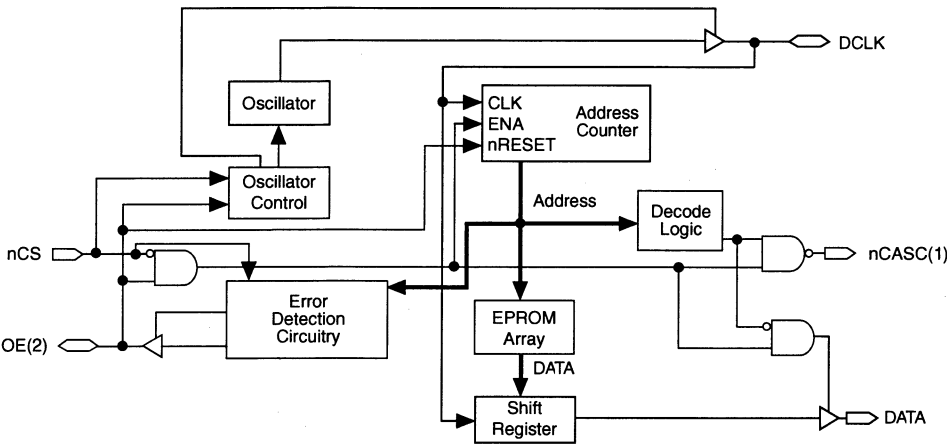 DCLK
Oscillator
CLK
ENA
nRESET
Address
Counter
Oscillator
Control
Address
Decode
Logic
nCS
nCASC(1)
Error
Detection
Circuitry
EPROM
Array
OE(2)
DATA
Shift
Register
DATA